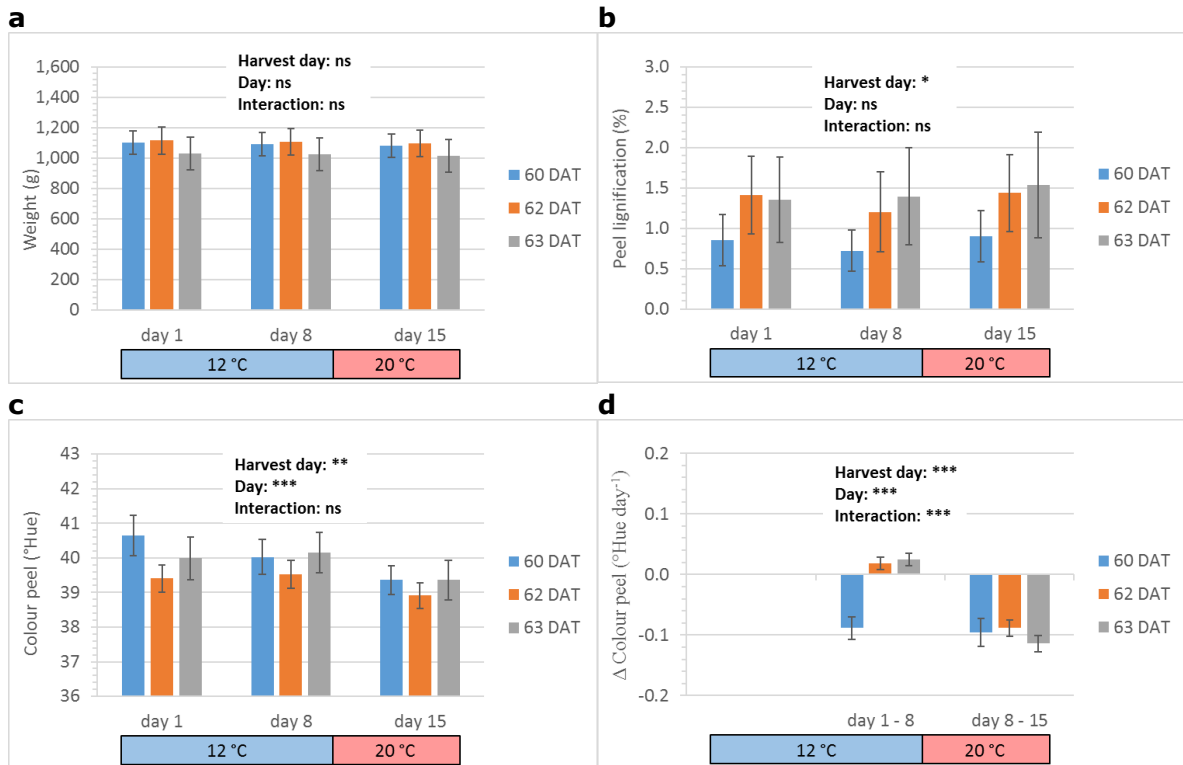 a
Harvest day: ns
Day: ns
Interaction: ns
Weight (g)
1,600
1,400
1,200
1,000
800
600
400
200
0
day 1
day 8
day 15
60 DAT
62 DAT
63 DAT
12 °C
20 °C
b
Harvest day: *
Day: ns
Interaction: ns
Peel lignification (%)
3.0
2.5
2.0
1.5
1.0
0.5
0.0
day 1
day 8
day 15
60 DAT
62 DAT
63 DAT
12 °C
20 °C
c
Harvest day: **
Day: ***
Interaction: ns
Colour peel (°Hue)
43
42
41
40
39
38
37
36
day 1
day 8
day 15
60 DAT
62 DAT
63 DAT
12 °C
20 °C
d
Harvest day: ***
Day: ***
Interaction: ***
Δ Colour peel (°Hue day⁻¹)
0.2
0.1
0.0
-0.1
-0.2
day 1 - 8
day 8 - 15
60 DAT
62 DAT
63 DAT
12 °C
20 °C